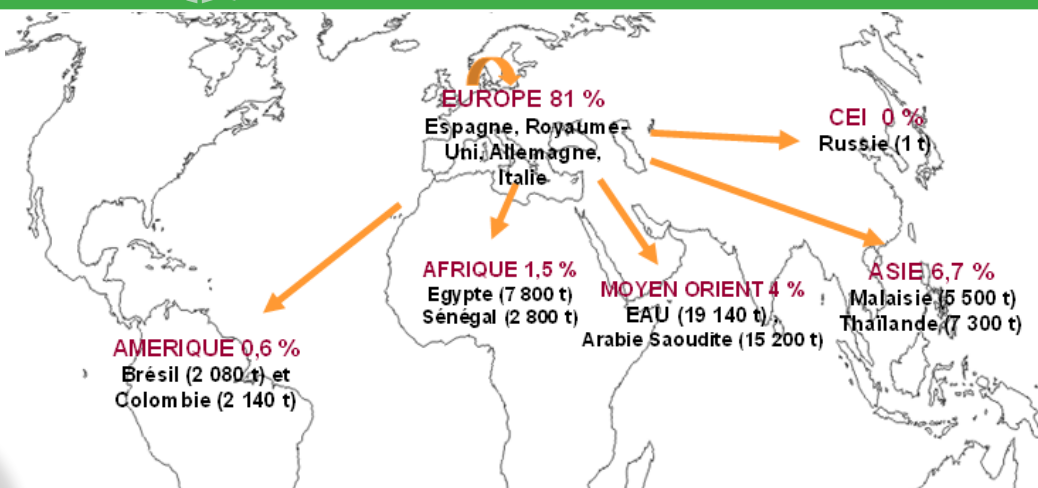 EUROPE 81 %
Espagne, Royaume-
Uni, Allemagne,
Italie
CEI 0 %
Russie (1 t)
AFRIQUE 1,5 %
Egypte (7 800 t)
Sénégal (2 800 t)
MOYEN ORIENT 4 %
EAU (19 140 t) ,
Arabie Saoudite (15 200 t)
ASIE 6,7 %
Malaisie (5 500 t)
Thaïlande (7 300 t)
AMERIQUE 0,6 %
Brésil (2 080 t) et
Colombie (2 140 t)